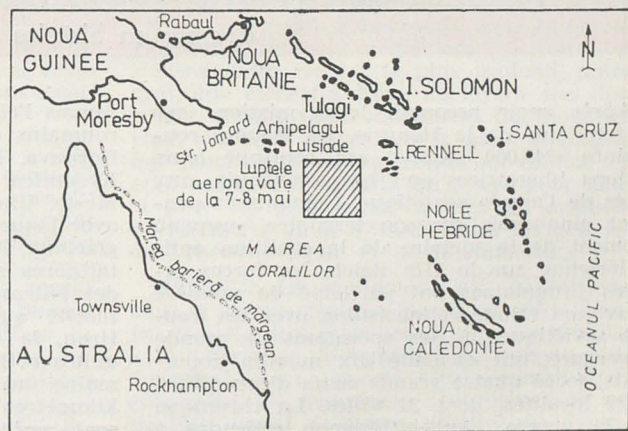 Rabaul
NOUA
GUINEE
NOUA
BRITANIE
N
I. SOLOMON
Port
Moresby
Tulagi
gr. Jomard
Arhipelagul
Luisiade
I. SANTA CRUZ
I. RENNELL
Luptele
aeronavale
de la 7-8 mai
NOILE
HEBRIDE
MAREA
CORALILOR
Marea barieră de mărgean
Townsville
NOUA
CALEDONIE
OCEANUL PACIFIC
AUSTRALIA
Rockhampton